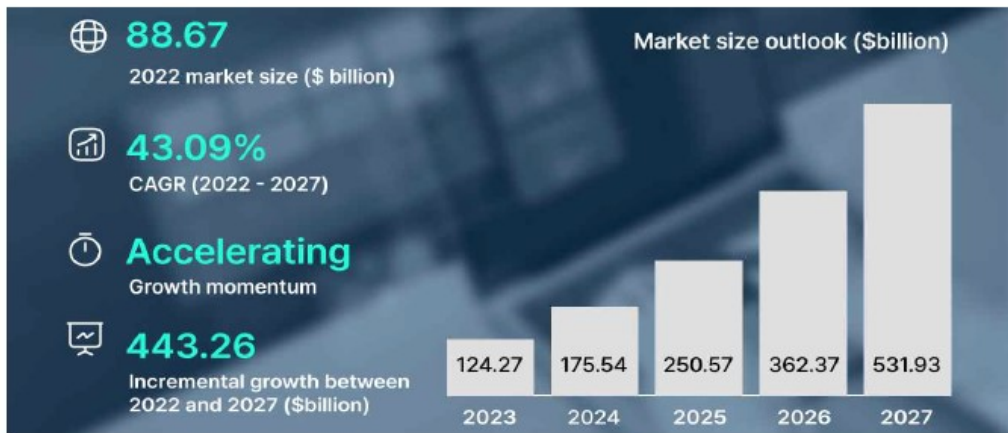 88.67
2022 market size ($ billion)
43.09%
CAGR (2022 - 2027)
Accelerating
Growth momentum
443.26
Incremental growth between
2022 and 2027 ($billion)
Market size outlook ($billion)
124.27 175.54 250.57 362.37 531.93
2023 2024 2025 2026 2027